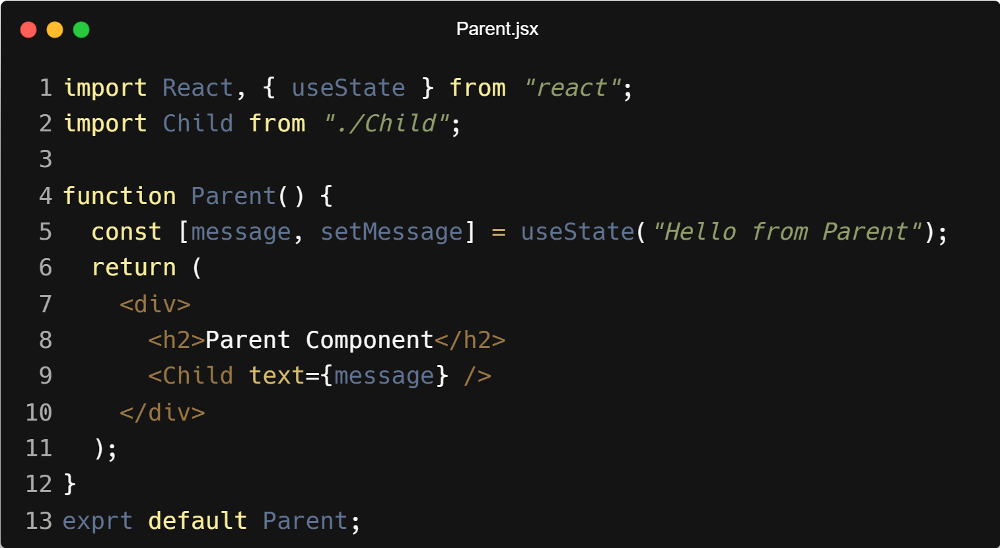 Parent.jsx
1 import React, { useState } from "react";
2 import Child from "./Child";
3
4 function Parent() {
5   const [message, setMessage] = useState("Hello from Parent");
6   return (
7     <div>
8       <h2>Parent Component</h2>
9       <Child text={message} />
10     </div>
11   );
12 }
13 exprt default Parent;